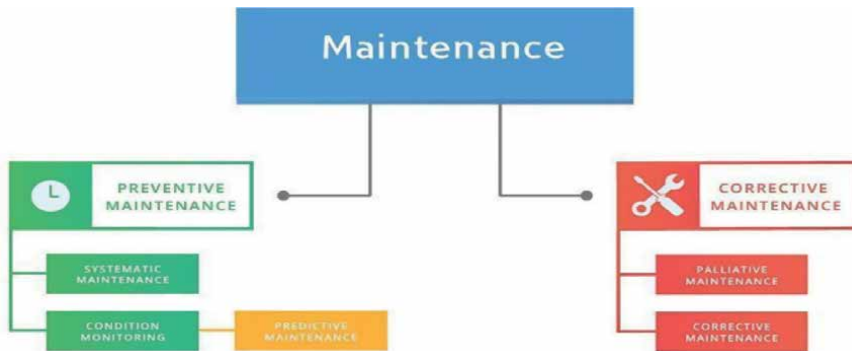 Maintenance
PREVENTIVE
MAINTENANCE
CORRECTIVE
MAINTENANCE
SYSTEMATIC
MAINTENANCE
PALLIATIVE
MAINTENANCE
CONDITION
MONITORING
PREDICTIVE
MAINTENANCE
CORRECTIVE
MAINTENANCE